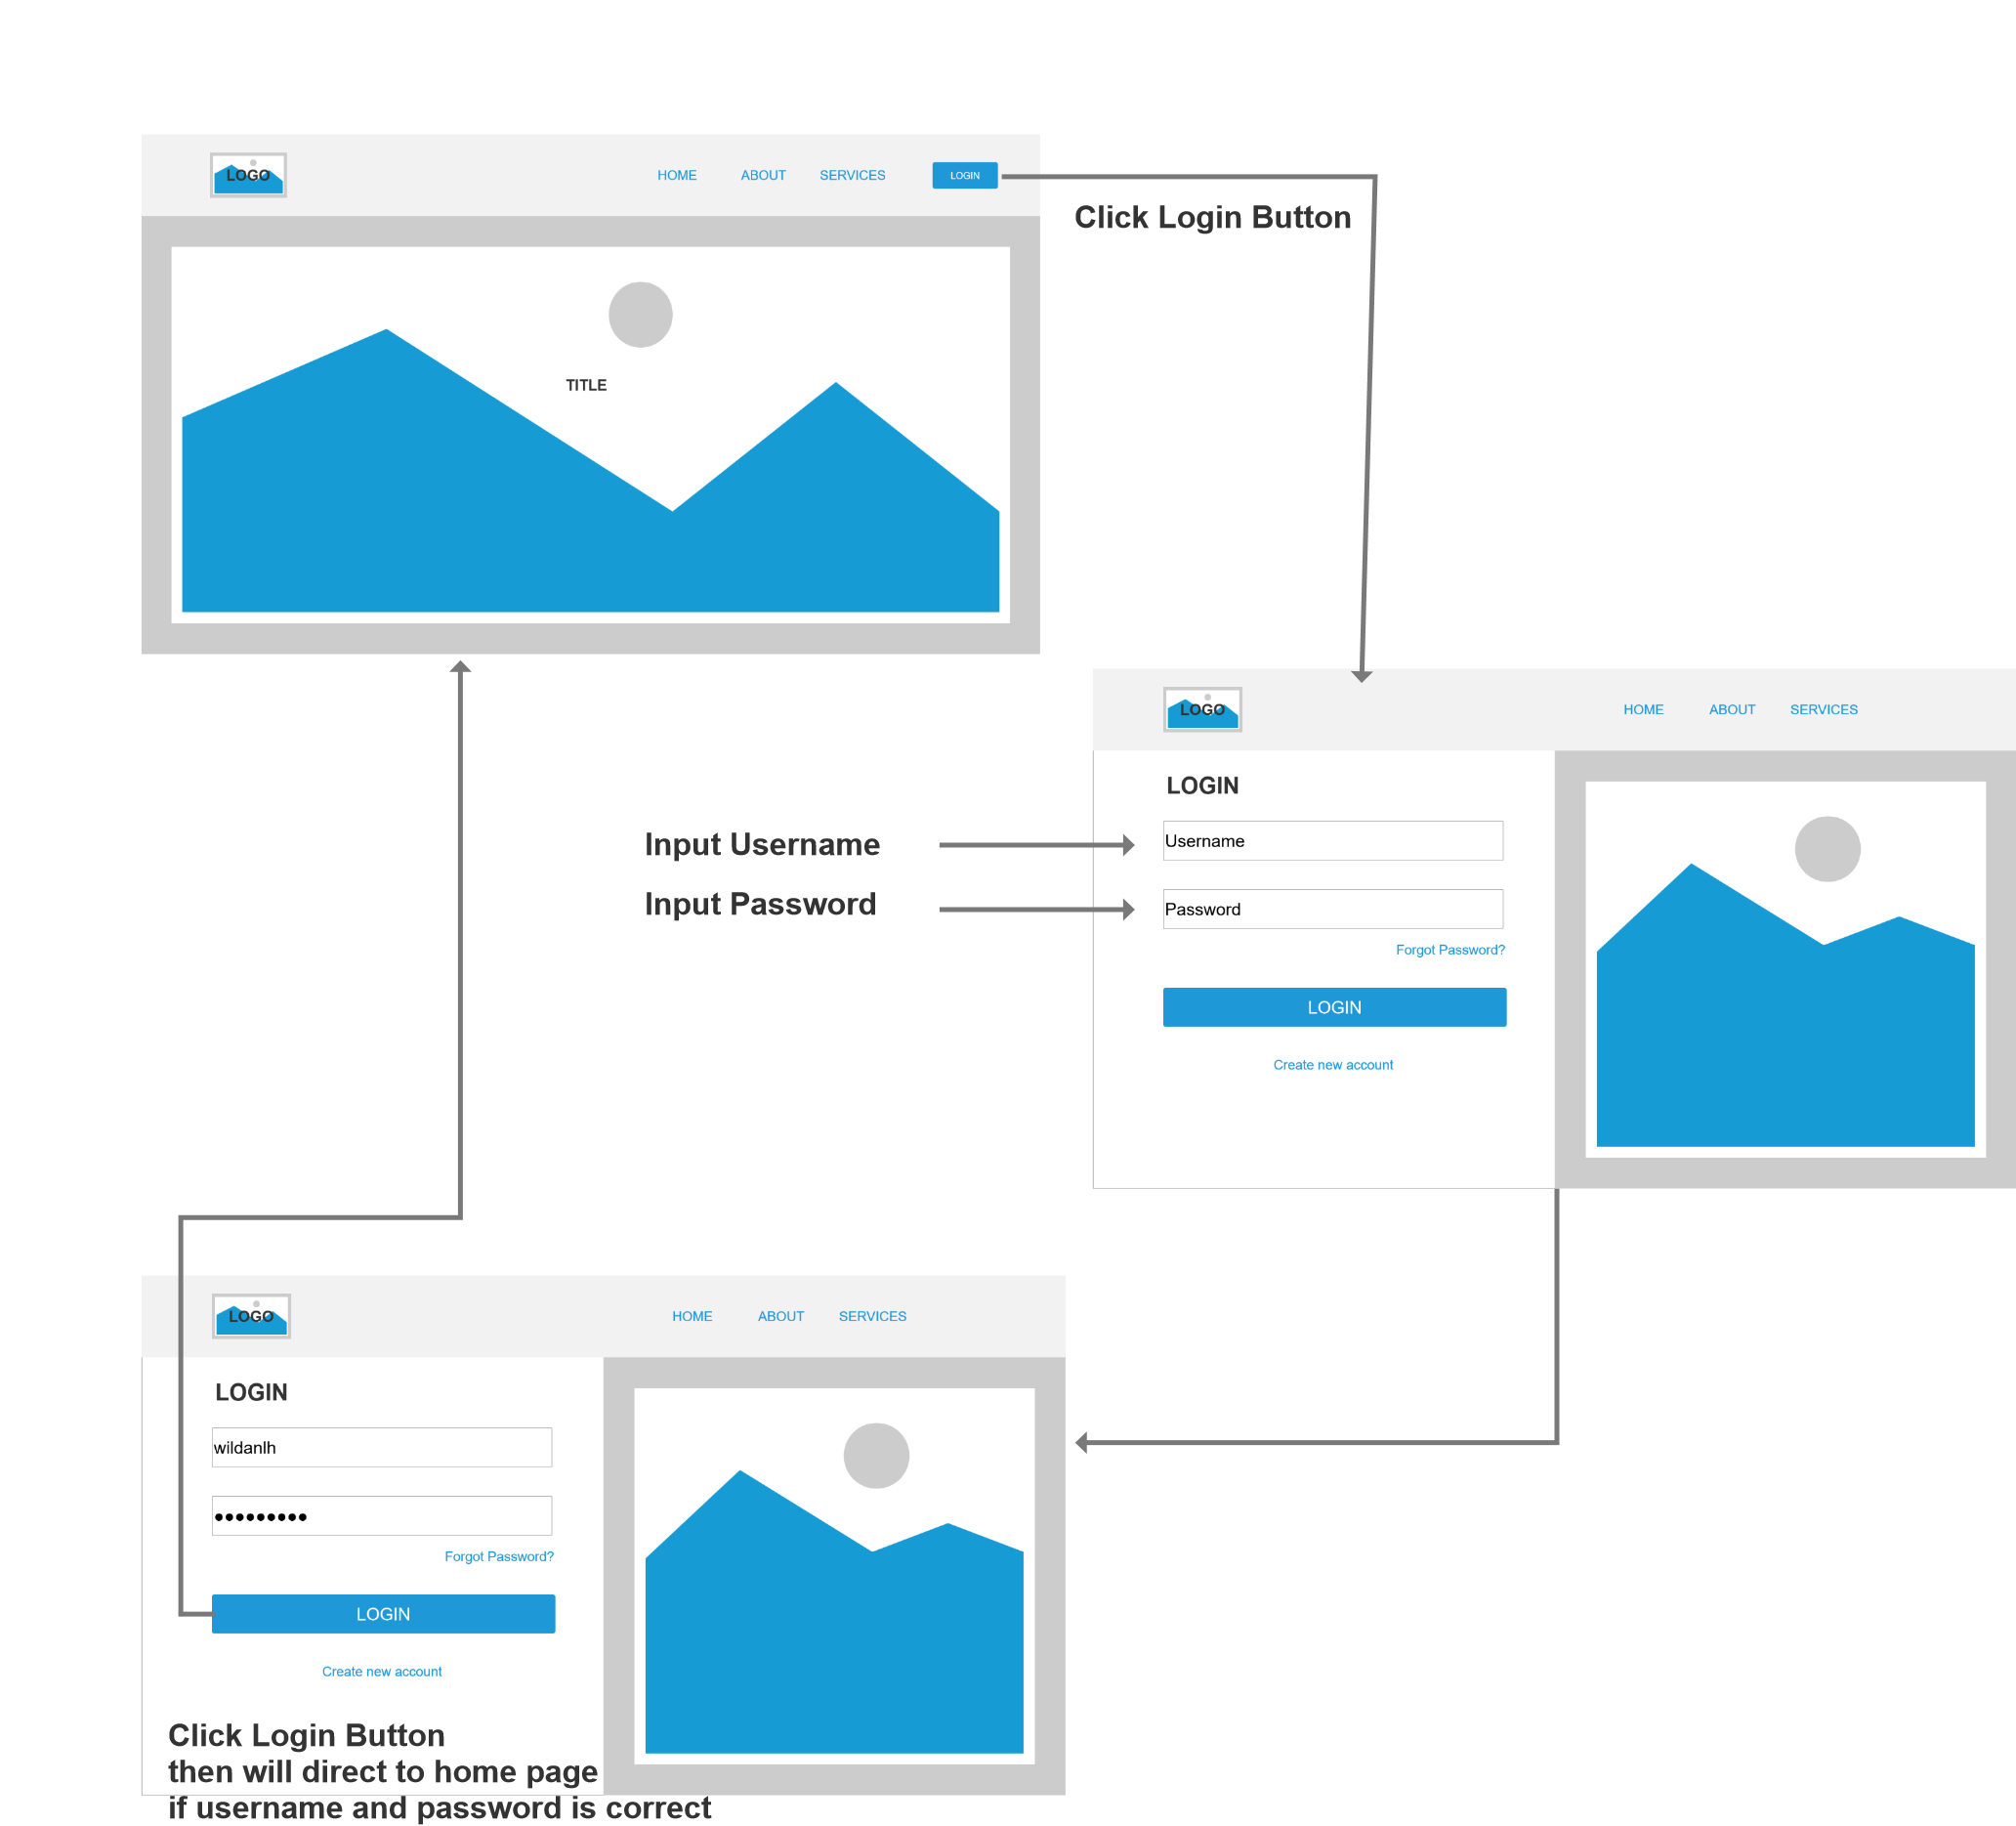 LOGO
HOME ABOUT SERVICES LOGIN
Click Login Button
TITLE
LOGO
HOME ABOUT SERVICES
LOGIN
Input Username
Username
Input Password
Password
Forgot Password?
LOGIN
Create new account
LOGO
HOME ABOUT SERVICES
LOGIN
wildanlh
•••••••••
Forgot Password?
LOGIN
Create new account
Click Login Button
then will direct to home page
if username and password is correct